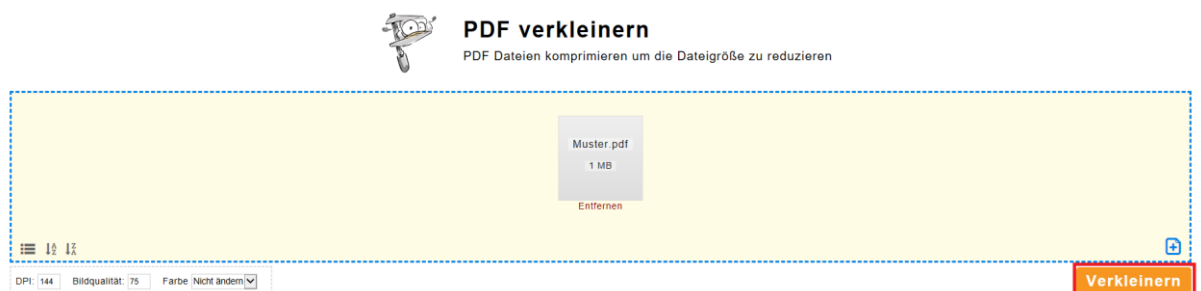 PDF verkleinern
PDF Dateien komprimieren um die Dateigröße zu reduzieren
Muster.pdf
1 MB
Entfernen
DPI: 144 Bildqualität: 75 Farbe Nicht ändern
Verkleinern